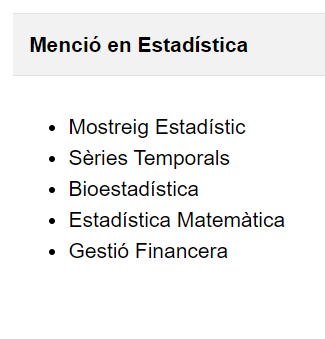 Menció en Estadística
Mostreig Estadístic
Sèries Temporals
Bioestadística
Estadística Matemàtica
Gestió Financera